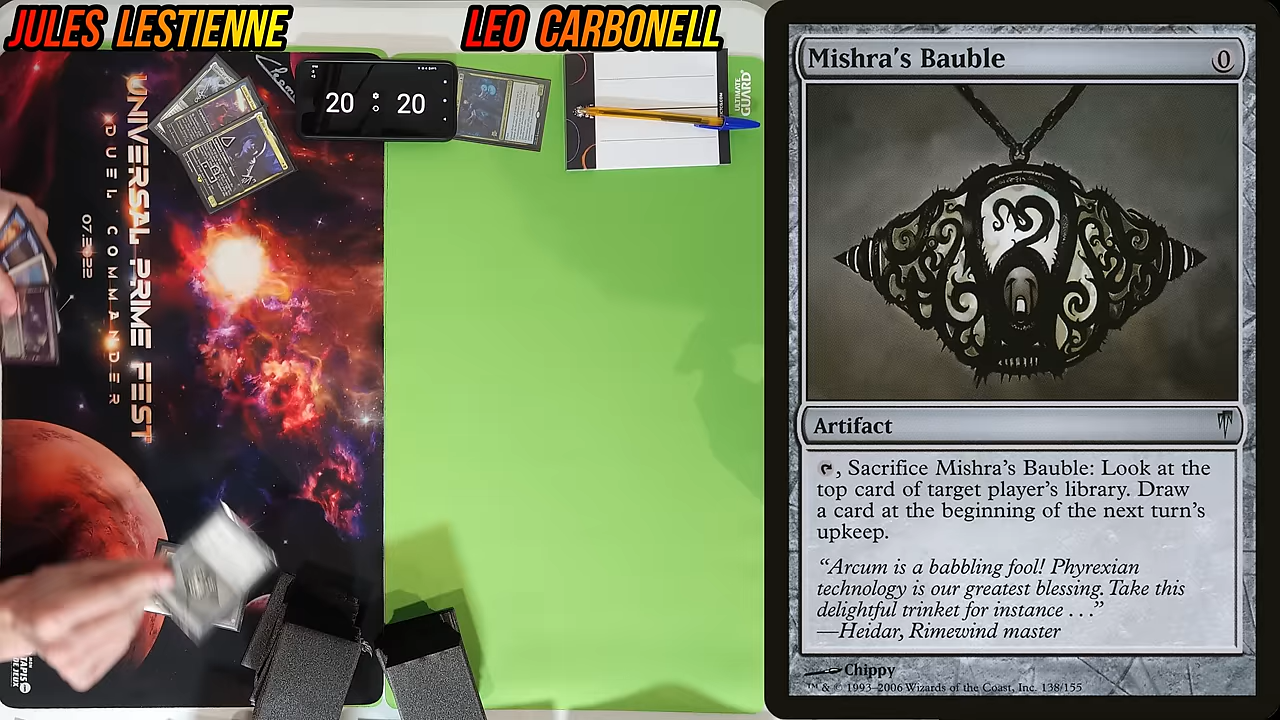 JULES LESTIENNE
LEO CARBONELL
20 20
ULTIMATE
GUARD
UNIVERSAL PRIME FEST
DUEL COMMANDER
TAPIS
DE JEUX
Mishra's Bauble
0
Artifact
, Sacrifice Mishra's Bauble: Look at the
top card of target player's library. Draw
a card at the beginning of the next turn's
upkeep.
“Arcum is a babbling fool! Phyrexian
technology is our greatest blessing. Take this
delightful trinket for instance . . .”
—Heidar, Rimewind master
Chippy
™ & © 1993–2006 Wizards of the Coast, Inc. 138/155